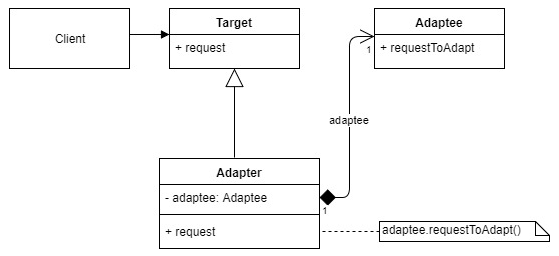 Client
Target
+ request
Adaptee
+ requestToAdapt
1
adaptee
Adapter
- adaptee: Adaptee
+ request
1
adaptee.requestToAdapt()